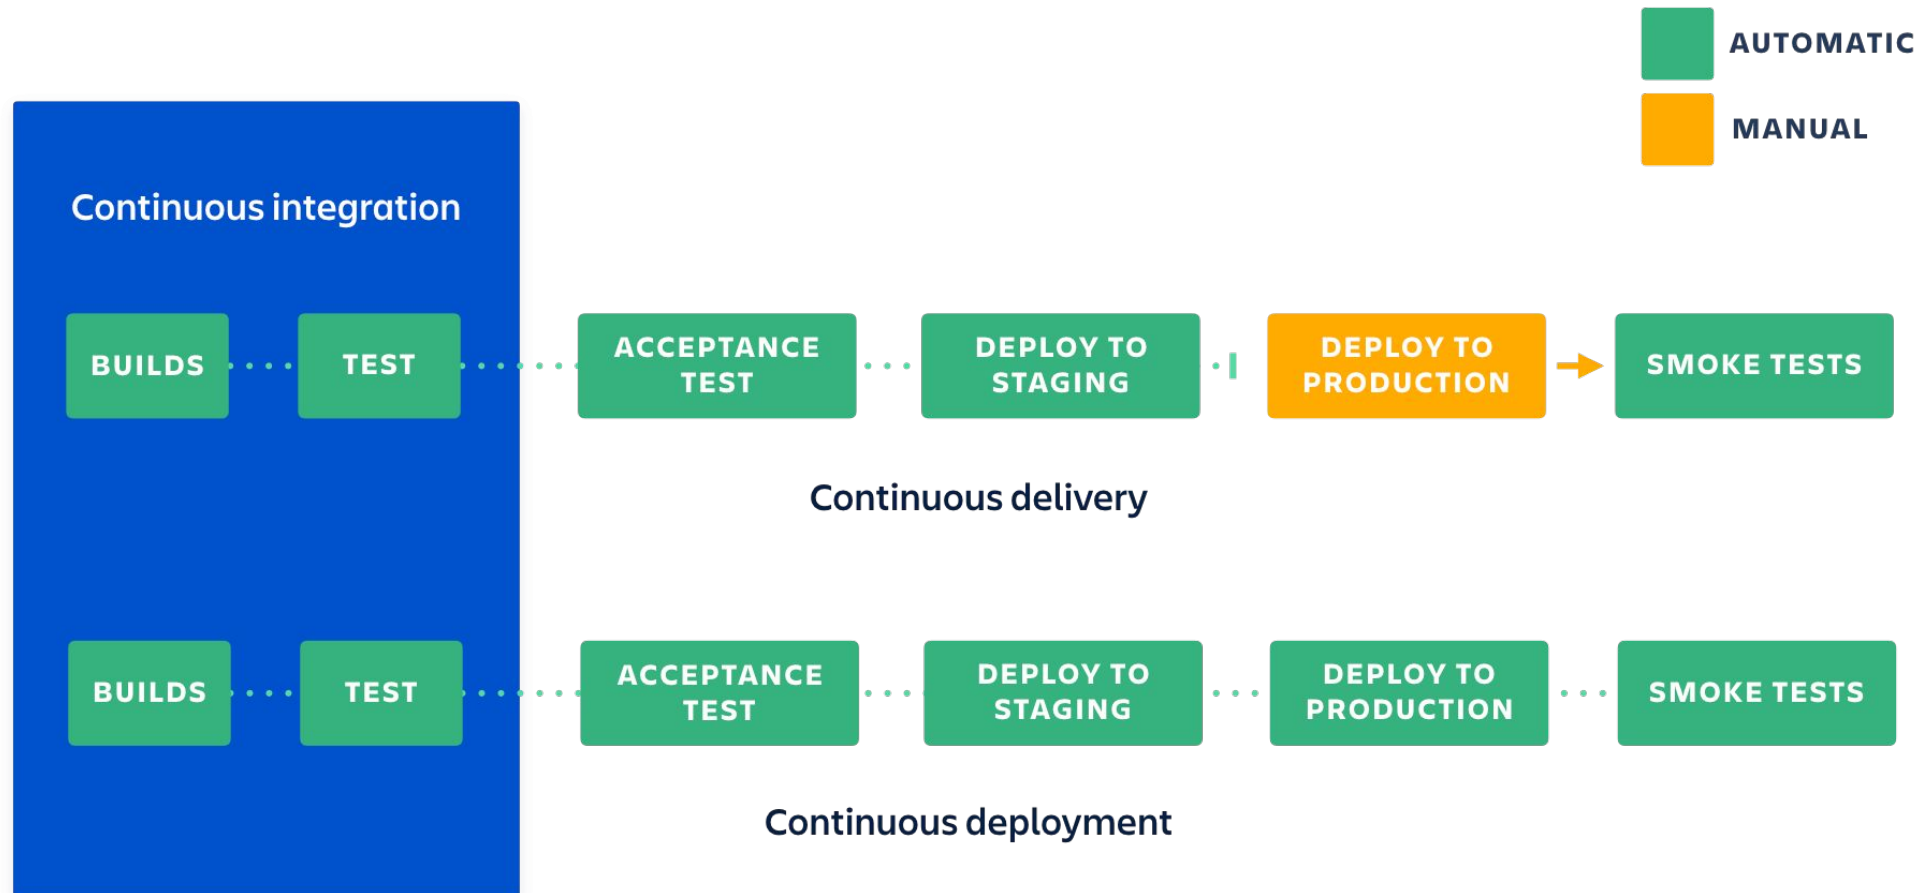 AUTOMATIC
MANUAL
Continuous integration
BUILDS
TEST
ACCEPTANCE
TEST
DEPLOY TO
STAGING
DEPLOY TO
PRODUCTION
SMOKE TESTS
Continuous delivery
BUILDS
TEST
ACCEPTANCE
TEST
DEPLOY TO
STAGING
DEPLOY TO
PRODUCTION
SMOKE TESTS
Continuous deployment